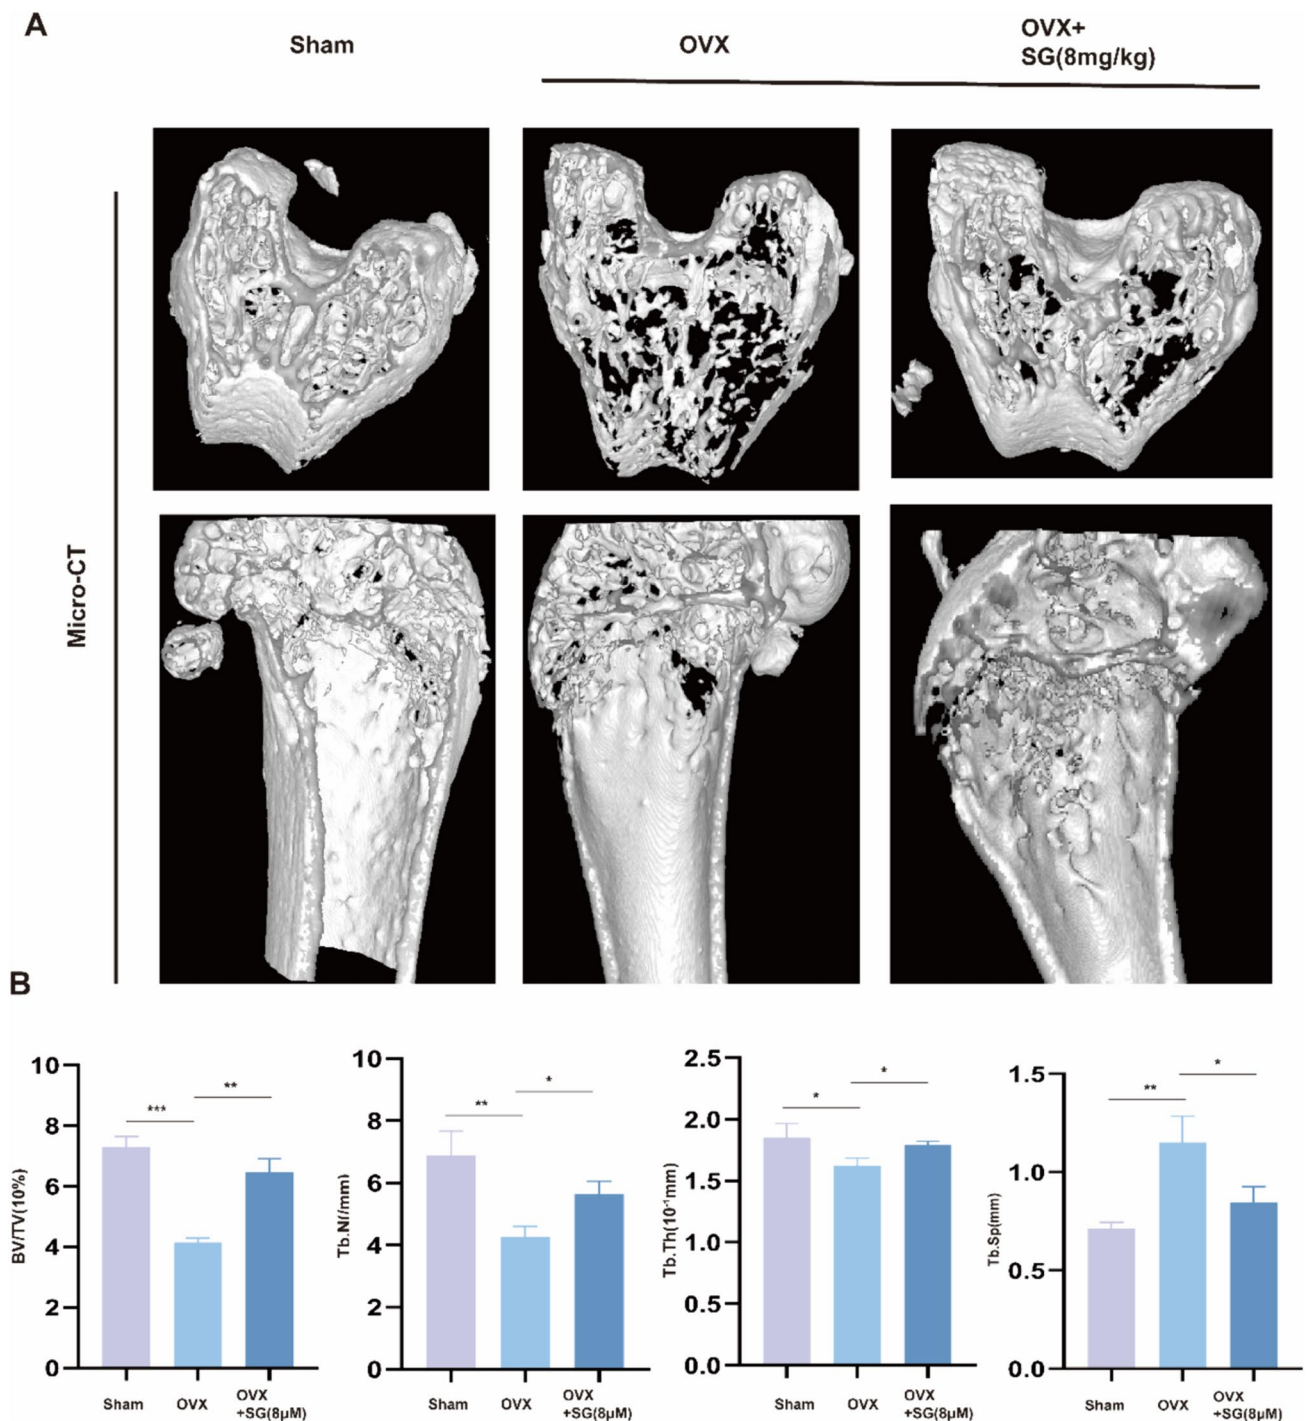 A
Sham
OVX
OVX+
SG(8mg/kg)
Micro-CT
B
10
8
6
4
2
0
BV/TV(10%)
***
**
Sham
OVX
OVX
+SG(8μM)
10
8
6
4
2
0
Tb.N(/mm)
**
*
Sham
OVX
OVX
+SG(8μM)
2.5
2.0
1.5
1.0
0.5
0.0
Tb.Th(10⁻¹mm)
*
*
Sham
OVX
OVX
+SG(8μM)
1.5
1.0
0.5
0.0
Tb.Sp(mm)
**
*
Sham
OVX
OVX
+SG(8μM)